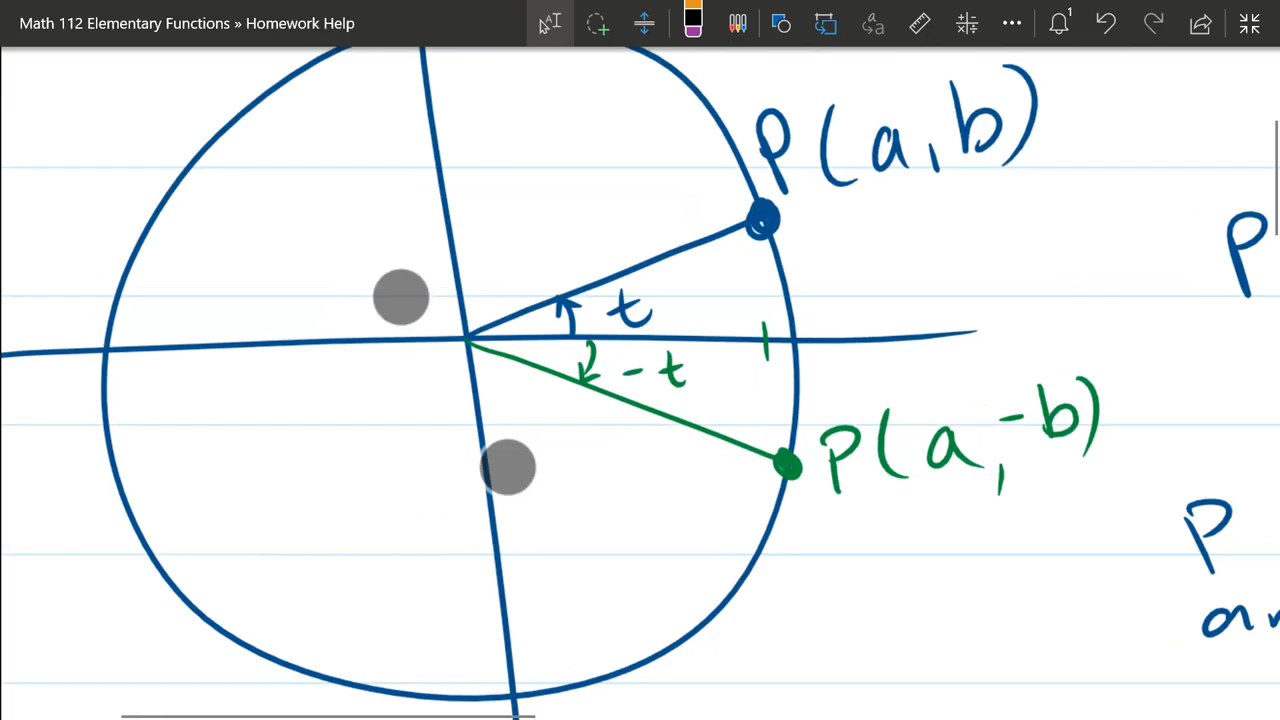 Math 112 Elementary Functions » Homework Help
1
P(a,b)
P
t
-t
P(a,-b)
P